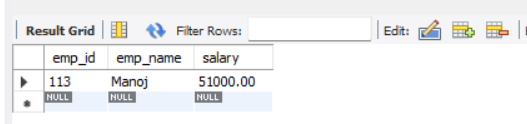 Result Grid Filter Rows: Edit:
emp_id emp_name salary
113 Manoj 51000.00
NULL NULL NULL